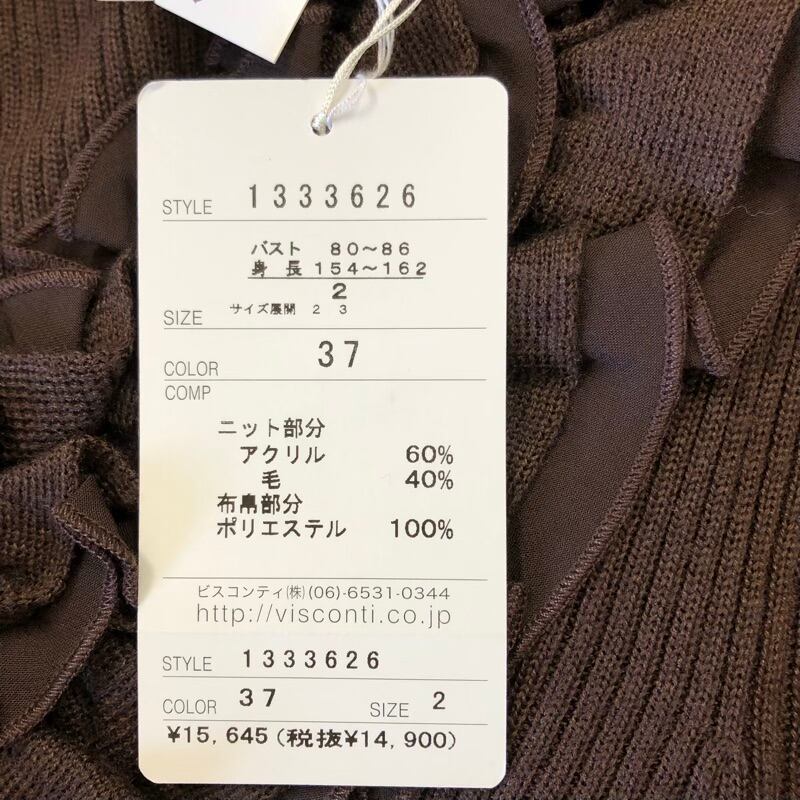 STYLE 1333626
バスト 80～86
身長 154～162
2
SIZE サイズ展開 2 3
COLOR 37
COMP
ニット部分
アクリル 60%
毛 40%
布帛部分
ポリエステル 100%
ビスコンティ(株)(06)-6531-0344
http://visconti.co.jp
STYLE 1333626
COLOR 37 SIZE 2
¥15,645(税抜¥14,900)